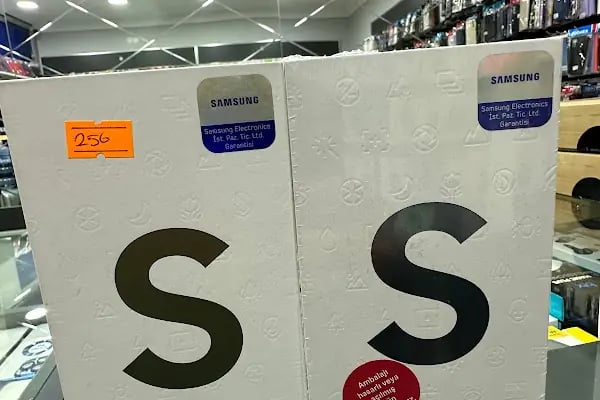 256
SAMSUNG
Samsung Electronics
İst. Paz. Tic. Ltd.
Garantisi
S
SAMSUNG
Samsung Electronics
İst. Paz. Tic. Ltd.
Garantisi
S
Ambalajı
hasarlı veya